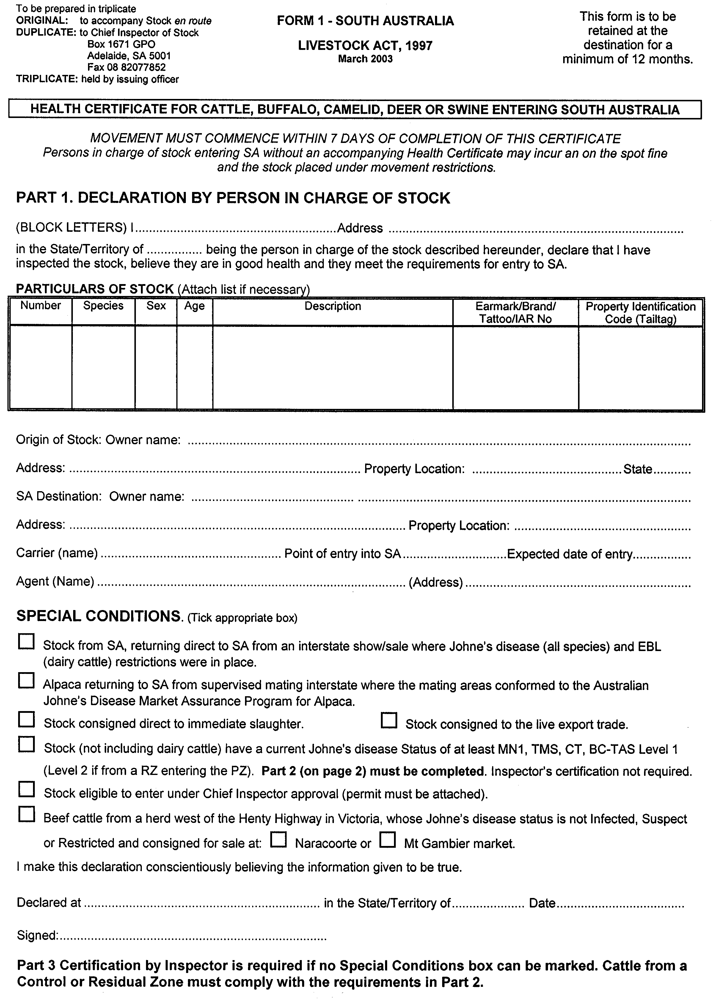 To be prepared in triplicate
ORIGINAL: to accompany Stock en route
DUPLICATE: to Chief Inspector of Stock
Box 1671 GPO
Adelaide, SA 5001
Fax 08 82077852
TRIPLICATE: held by issuing officer
FORM 1 - SOUTH AUSTRALIA
LIVESTOCK ACT, 1997
March 2003
This form is to be
retained at the
destination for a
minimum of 12 months.
HEALTH CERTIFICATE FOR CATTLE, BUFFALO, CAMELID, DEER OR SWINE ENTERING SOUTH AUSTRALIA
MOVEMENT MUST COMMENCE WITHIN 7 DAYS OF COMPLETION OF THIS CERTIFICATE
Persons in charge of stock entering SA without an accompanying Health Certificate may incur an on the spot fine
and the stock placed under movement restrictions.
PART 1. DECLARATION BY PERSON IN CHARGE OF STOCK
(BLOCK LETTERS) I..........................................................Address ......................................................................................
in the State/Territory of ................ being the person in charge of the stock described hereunder, declare that I have
inspected the stock, believe they are in good health and they meet the requirements for entry to SA.
PARTICULARS OF STOCK (Attach list if necessary)
Number Species Sex Age Description Earmark/Brand/ Property Identification
Tattoo/IAR No Code (Tailtag)
Origin of Stock: Owner name: ..................................................................................................................................................
Address: ..................................................................................... Property Location: ............................................State...........
SA Destination: Owner name: ............................................... .................................................................................................
Address: .................................................................................................. Property Location: ...................................................
Carrier (name) .................................................... Point of entry into SA..............................Expected date of entry.................
Agent (Name) .......................................................................................... (Address) .................................................................
SPECIAL CONDITIONS. (Tick appropriate box)
Stock from SA, returning direct to SA from an interstate show/sale where Johne's disease (all species) and EBL
(dairy cattle) restrictions were in place.
Alpaca returning to SA from supervised mating interstate where the mating areas conformed to the Australian
Johne's Disease Market Assurance Program for Alpaca.
Stock consigned direct to immediate slaughter. Stock consigned to the live export trade.
Stock (not including dairy cattle) have a current Johne's disease Status of at least MN1, TMS, CT, BC-TAS Level 1
(Level 2 if from a RZ entering the PZ). Part 2 (on page 2) must be completed. Inspector's certification not required.
Stock eligible to enter under Chief Inspector approval (permit must be attached).
Beef cattle from a herd west of the Henty Highway in Victoria, whose Johne's disease status is not Infected, Suspect
or Restricted and consigned for sale at: Naracoorte or Mt Gambier market.
I make this declaration conscientiously believing the information given to be true.
Declared at .................................................................... in the State/Territory of..................... Date.....................................
Signed:.............................................................................
Part 3 Certification by Inspector is required if no Special Conditions box can be marked. Cattle from a
Control or Residual Zone must comply with the requirements in Part 2.